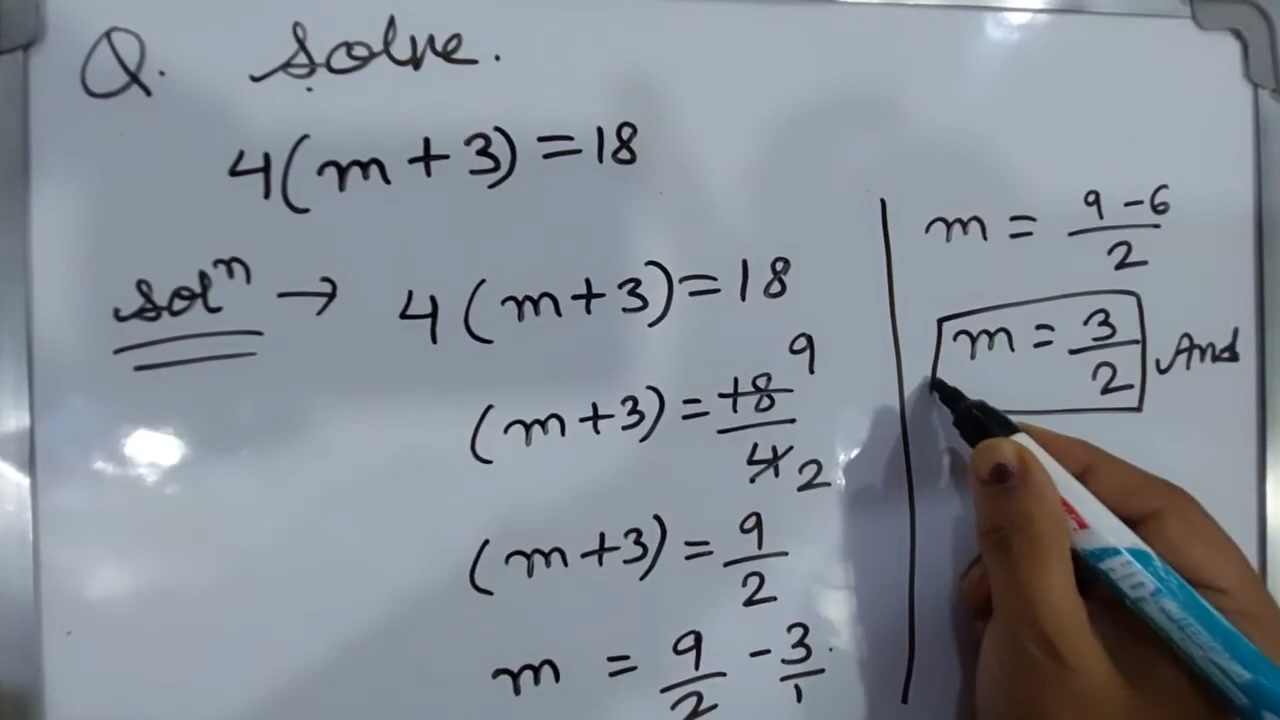 Q. Solve.
4(m+3)=18
Solⁿ → 4(m+3)=18
(m+3)=18/4 9 2
(m+3)=9/2
m = 9/2 - 3/1
m = 9-6/2
m = 3/2 Ans